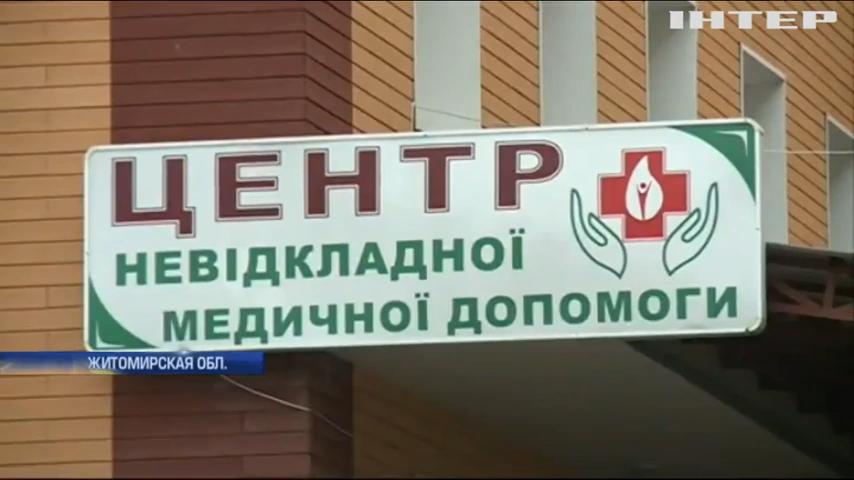 ІНТЕР
ЦЕНТР
НЕВІДКЛАДНОЇ
МЕДИЧНОЇ ДОПОМОГИ
ЖИТОМИРСКАЯ ОБЛ.